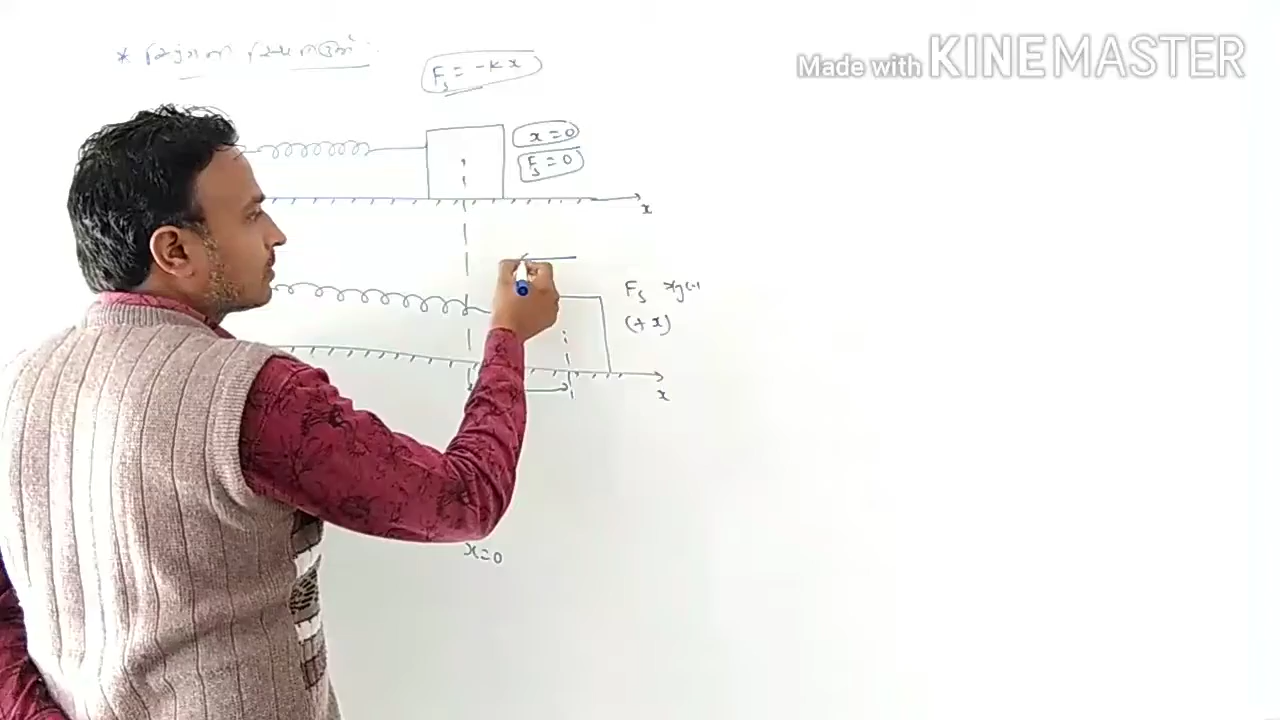 Made with KINEMASTER
Fs = -kx
x=0
Fs = 0
x
Fs
(+x)
x
x=0